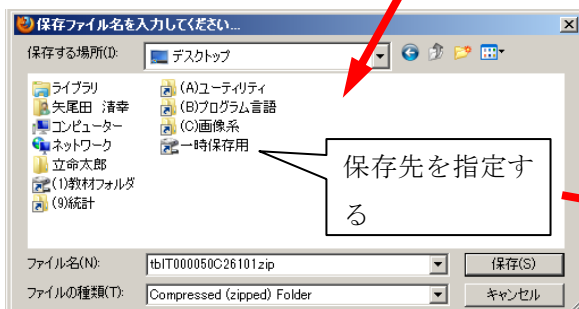 保存ファイル名を入力してください...
保存する場所(I):
デスクトップ
ライブラリ
矢尾田 清幸
コンピューター
ネットワーク
立命太郎
(1)教材フォルダ
(9)統計
(A)ユーティリティ
(B)プログラム言語
(C)画像系
一時保存用
保存先を指定す
る
ファイル名(N):
tbIT000050C26101.zip
保存(S)
ファイルの種類(T):
Compressed (zipped) Folder
キャンセル